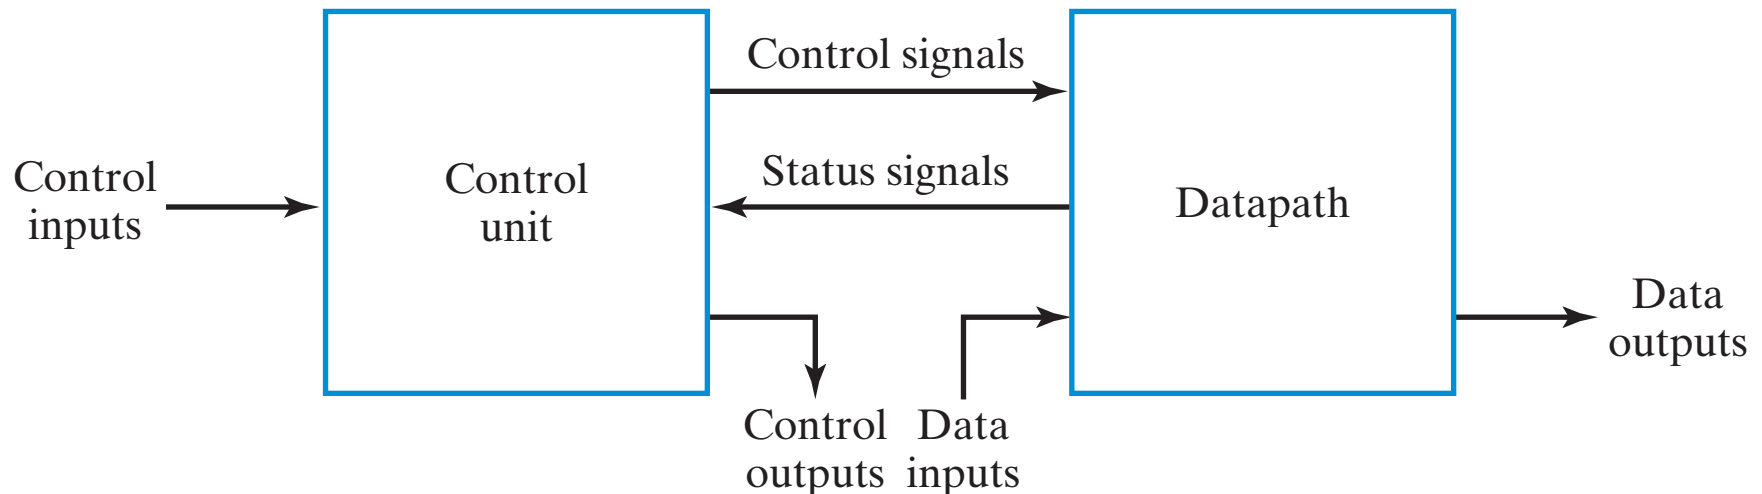 Control signals
Control
inputs
Control
unit
Status signals
Datapath
Data
outputs
Control
outputs
Data
inputs